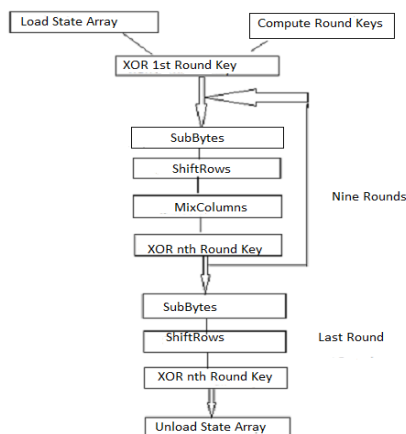 Load State Array
Compute Round Keys
XOR 1st Round Key
SubBytes
ShiftRows
MixColumns
Nine Rounds
XOR nth Round Key
SubBytes
ShiftRows
Last Round
XOR nth Round Key
Unload State Array